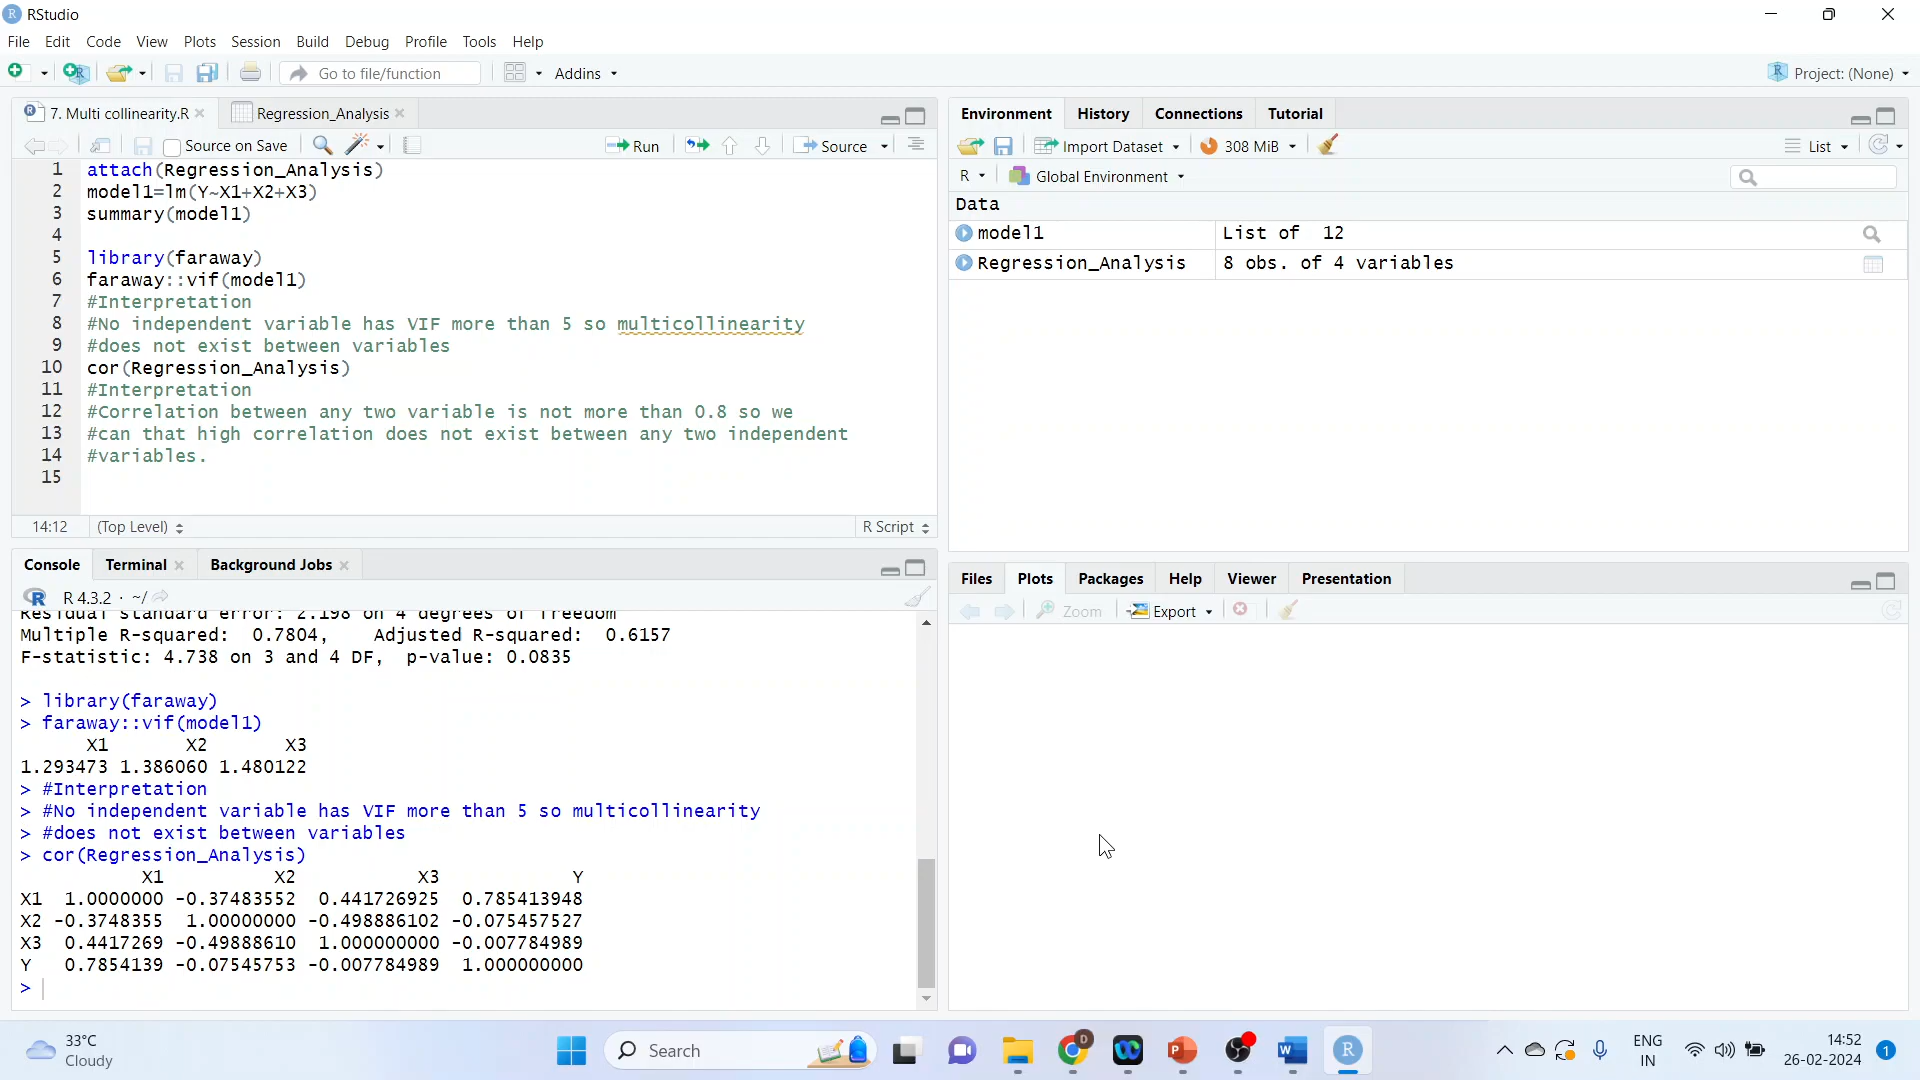 RStudio
File Edit Code View Plots Session Build Debug Profile Tools Help
Go to file/function Addins Project: (None)
7. Multi collinearity.R Regression_Analysis
Source on Save Run Source
1 attach(Regression_Analysis)
2 model1=lm(Y~X1+X2+X3)
3 summary(model1)
4
5 library(faraway)
6 faraway::vif(model1)
7 #Interpretation
8 #No independent variable has VIF more than 5 so multicollinearity
9 #does not exist between variables
10 cor(Regression_Analysis)
11 #Interpretation
12 #Correlation between any two variable is not more than 0.8 so we
13 #can that high correlation does not exist between any two independent
14 #variables.
15
14:12 (Top Level) R Script
Console Terminal Background Jobs
R 4.3.2 · ~/
Residual standard error: 2.198 on 4 degrees of freedom
Multiple R-squared: 0.7804, Adjusted R-squared: 0.6157
F-statistic: 4.738 on 3 and 4 DF, p-value: 0.0835
> library(faraway)
> faraway::vif(model1)
X1 X2 X3
1.293473 1.386060 1.480122
> #Interpretation
> #No independent variable has VIF more than 5 so multicollinearity
> #does not exist between variables
> cor(Regression_Analysis)
X1 X2 X3 Y
X1 1.0000000 -0.37483552 0.441726925 0.785413948
X2 -0.3748355 1.00000000 -0.498886102 -0.075457527
X3 0.4417269 -0.49888610 1.000000000 -0.007784989
Y 0.7854139 -0.07545753 -0.007784989 1.000000000
>
Environment History Connections Tutorial
Import Dataset 308 MiB List
R Global Environment
Data
model1 List of 12
Regression_Analysis 8 obs. of 4 variables
Files Plots Packages Help Viewer Presentation
Zoom Export
33°C
Cloudy
Search
D
ENG
IN
14:52
26-02-2024
1